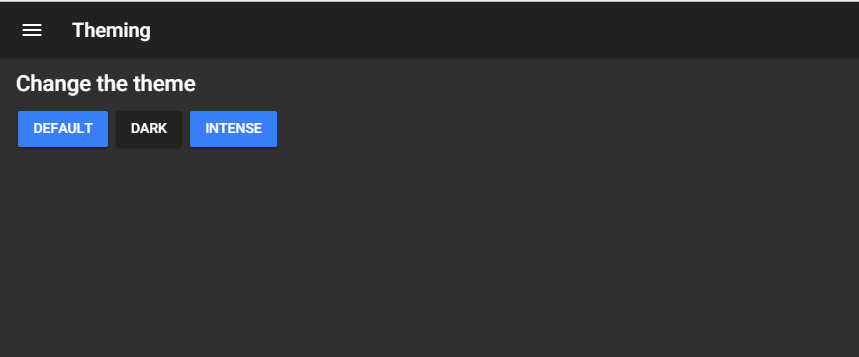 Theming
Change the theme
DEFAULT DARK INTENSE